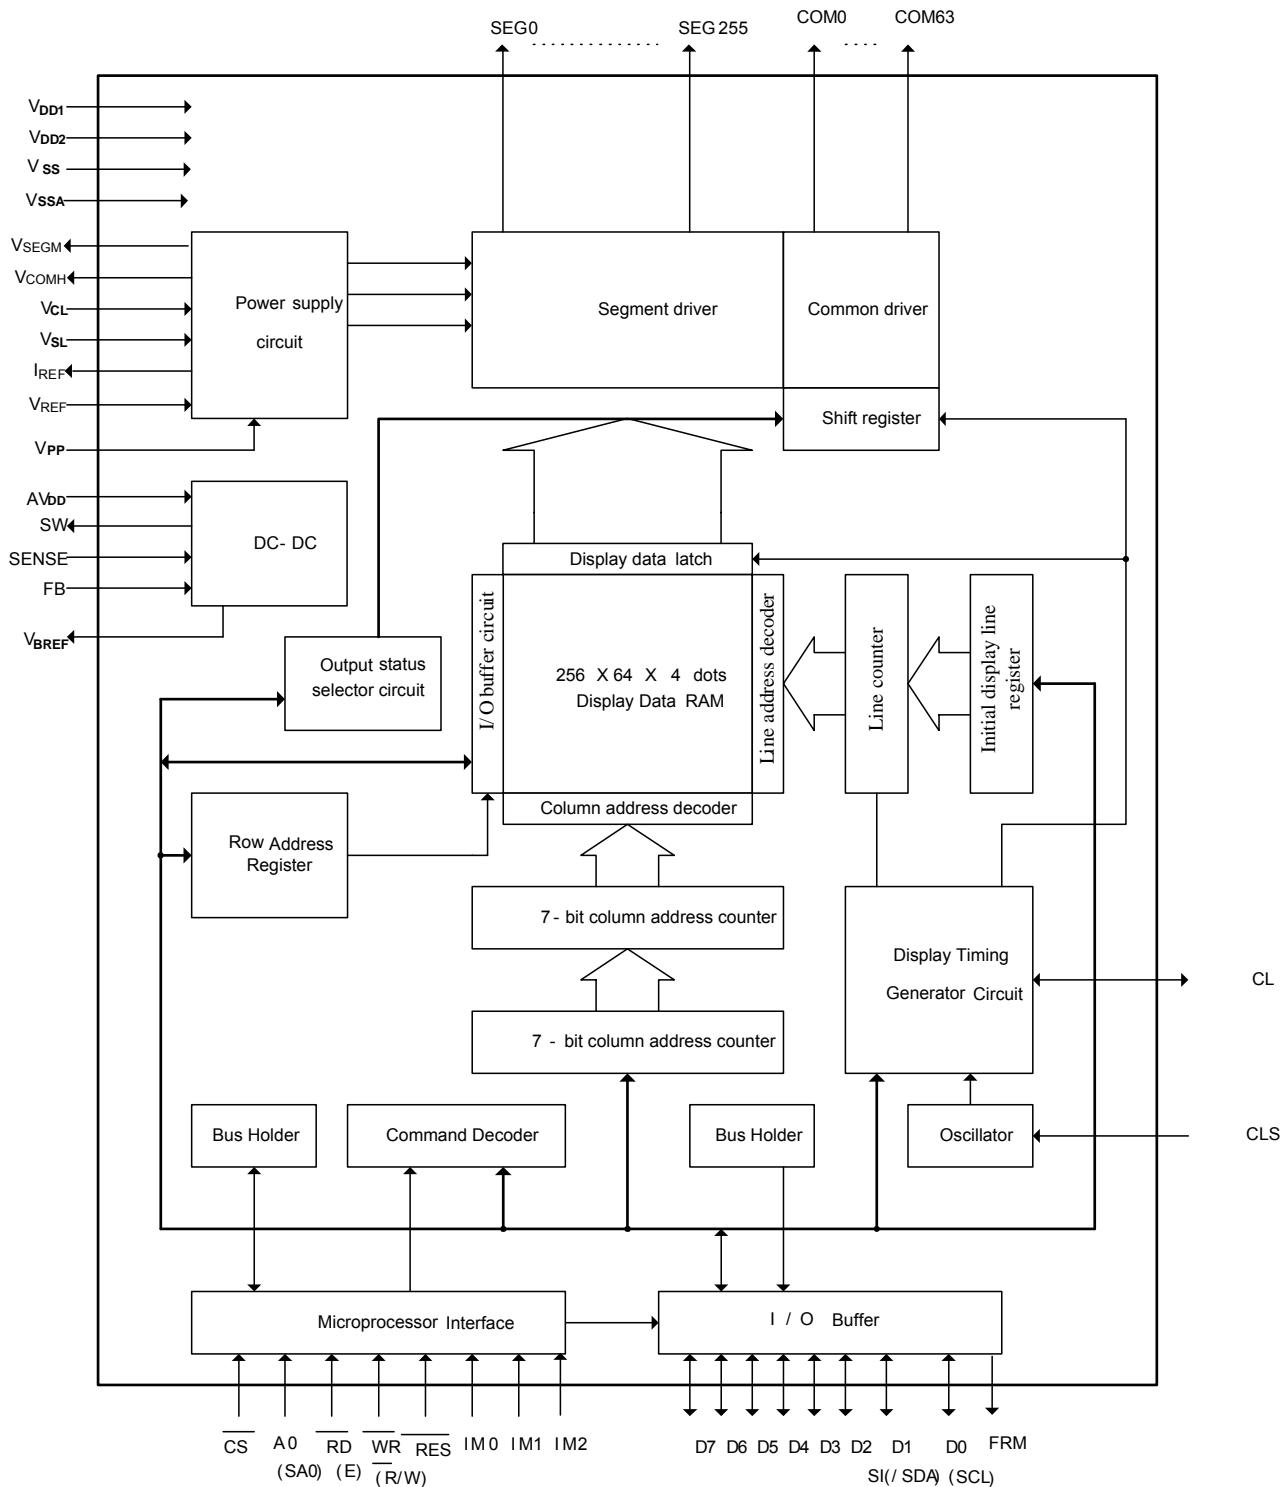 SEG0 ............... SEG255 COM0 .... COM63
VDD1
VDD2
VSS
VSSA
VSEGM
VCOMH
VCL
VSL
IREF
VREF
VPP
Power supply
circuit
Segment driver
Common driver
Shift register
AVDD
SW
SENSE
FB
VBREF
DC-DC
Display data latch
Output status
selector circuit
I/O buffer circuit
256 X 64 X 4 dots
Display Data RAM
Line address decoder
Line counter
Initial display line
register
Column address decoder
Row Address
Register
7 - bit column address counter
Display Timing
Generator Circuit
CL
7 - bit column address counter
Bus Holder
Command Decoder
Bus Holder
Oscillator
CLS
Microprocessor Interface
I / O Buffer
CS A0 RD WR RES IM0 IM1 IM2 D7 D6 D5 D4 D3 D2 D1 D0 FRM
(SA0) (E) (R/W) SI(/ SDA) (SCL)